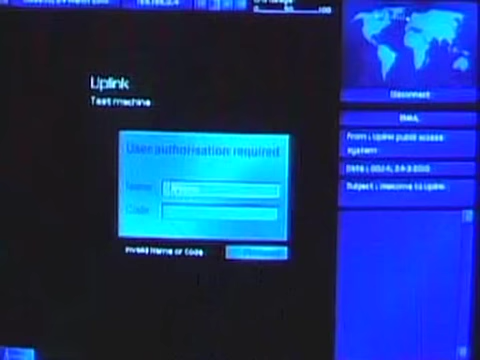 Uplink
Test machine
User authorisation required
Name
Code
Invalid Name or Code
Disconnect
EMAIL
From : Uplink public access
system
Date :
Subject : Welcome to Uplink